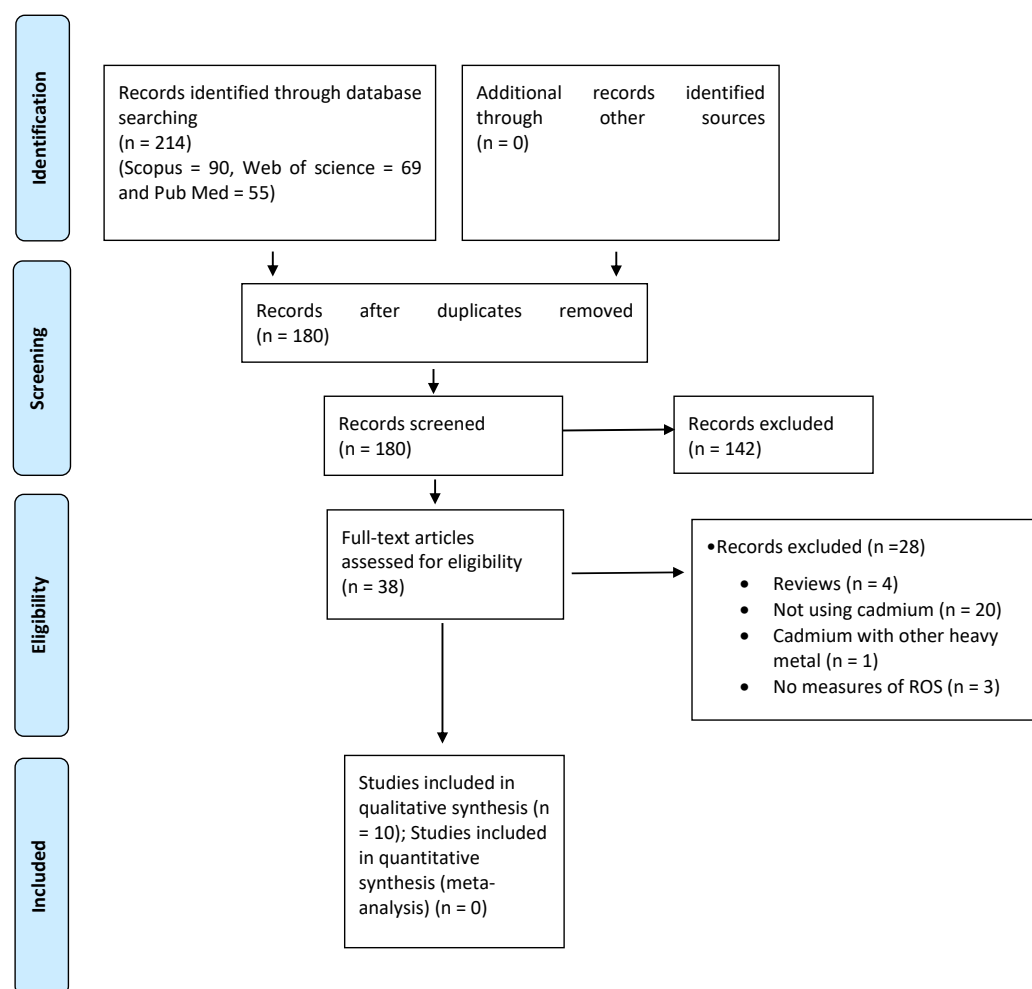 Identification
Records identified through database
searching
(n = 214)
(Scopus = 90, Web of science = 69
and Pub Med = 55)
Additional records identified
through other sources
(n = 0)
Screening
Records after duplicates removed
(n = 180)
Records screened
(n = 180)
Records excluded
(n = 142)
Eligibility
Full-text articles
assessed for eligibility
(n = 38)
•Records excluded (n =28)
• Reviews (n = 4)
• Not using cadmium (n = 20)
• Cadmium with other heavy
metal (n = 1)
• No measures of ROS (n = 3)
Included
Studies included in
qualitative synthesis (n
= 10); Studies included
in quantitative
synthesis (meta-
analysis) (n = 0)